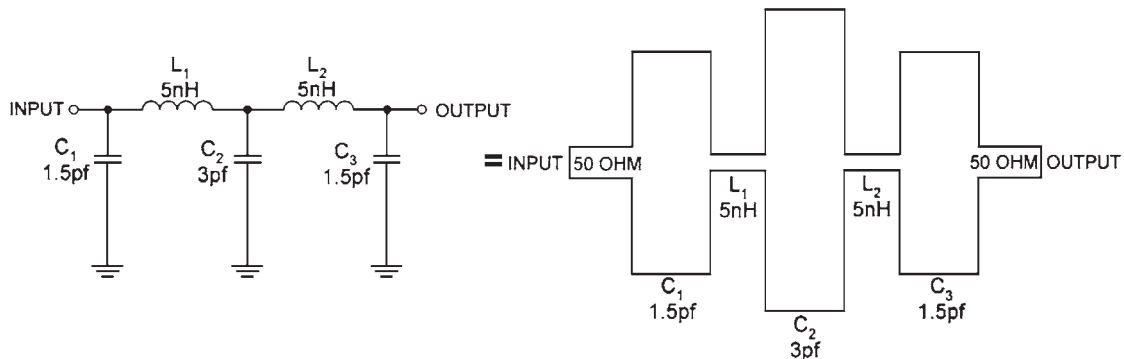 L1
5nH
L2
5nH
INPUT
OUTPUT
C1
1.5pf
C2
3pf
C3
1.5pf
= INPUT
50 OHM
50 OHM
OUTPUT
L1
5nH
L2
5nH
C1
1.5pf
C2
3pf
C3
1.5pf